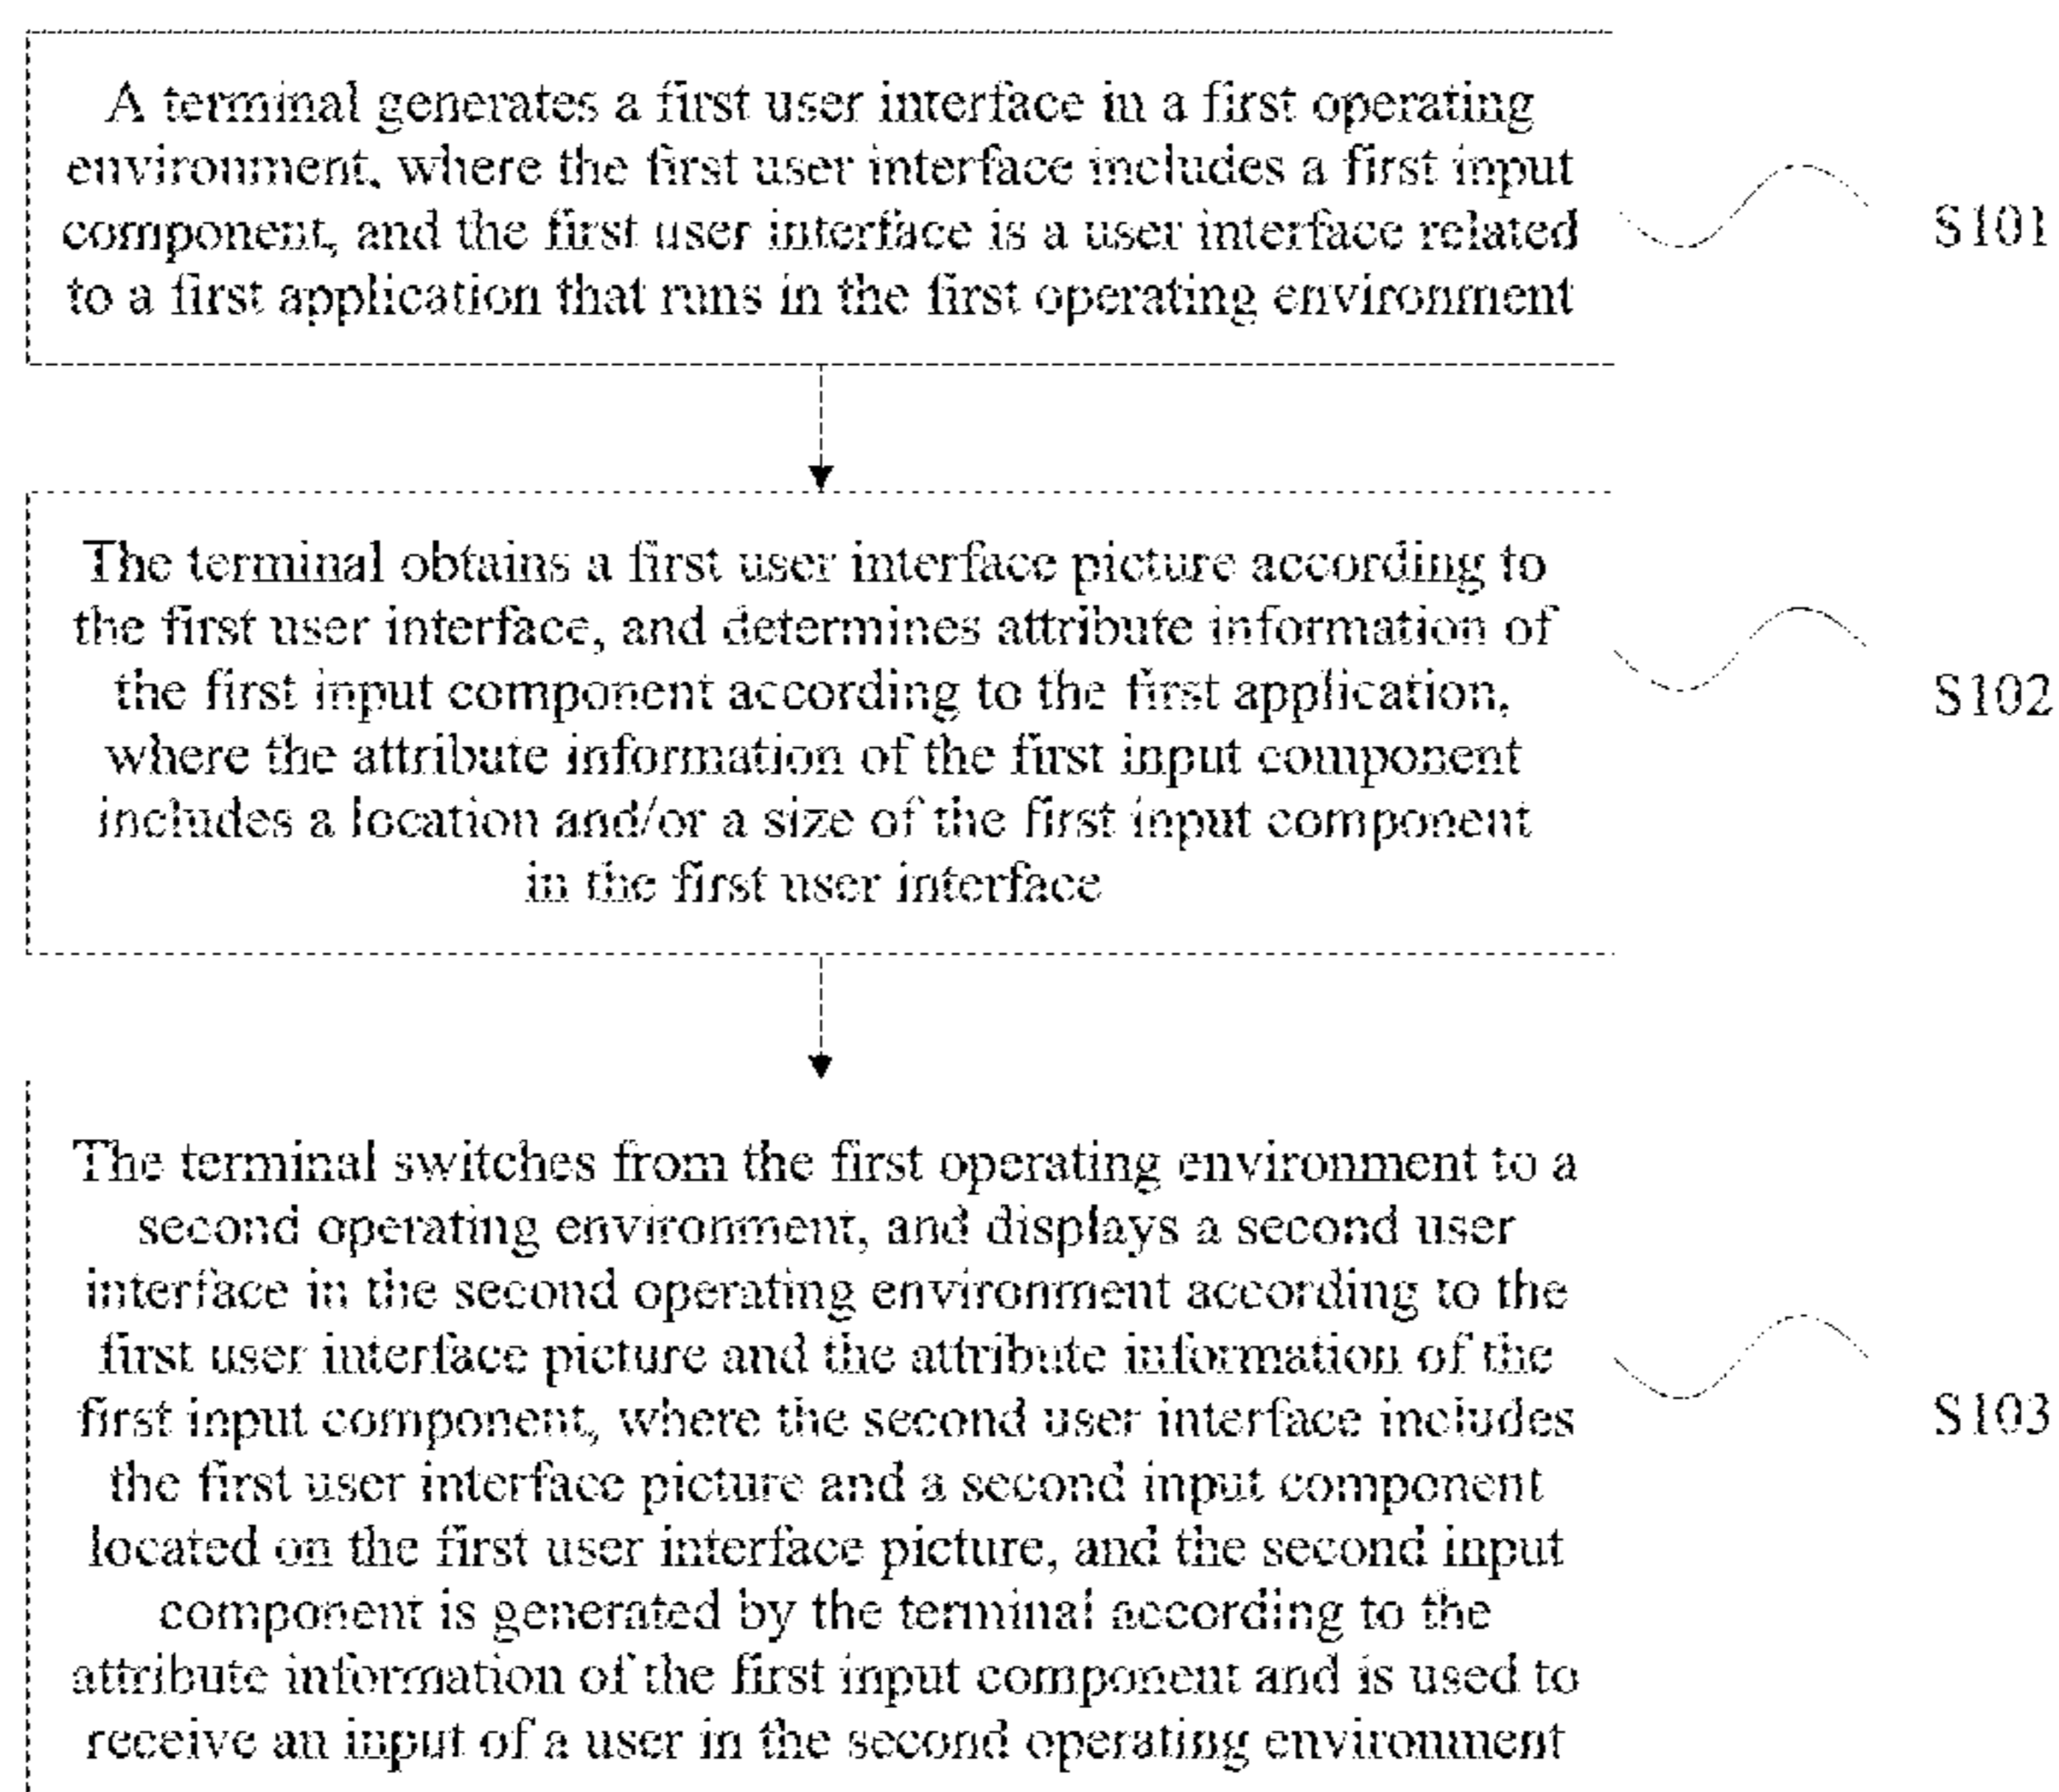 A terminal generates a first user interface in a first operating
environment, where the first user interface includes a first input
component, and the first user interface is a user interface related
to a first application that runs in the first operating environment
S101
The terminal obtains a first user interface picture according to
the first user interface, and determines attribute information of
the first input component according to the first application,
where the attribute information of the first input component
includes a location and/or a size of the first input component
in the first user interface
S102
The terminal switches from the first operating environment to a
second operating environment, and displays a second user
interface in the second operating environment according to the
first user interface picture and the attribute information of the
first input component, where the second user interface includes
the first user interface picture and a second input component
located on the first user interface picture, and the second input
component is generated by the terminal according to the
attribute information of the first input component and is used to
receive an input of a user in the second operating environment
S103